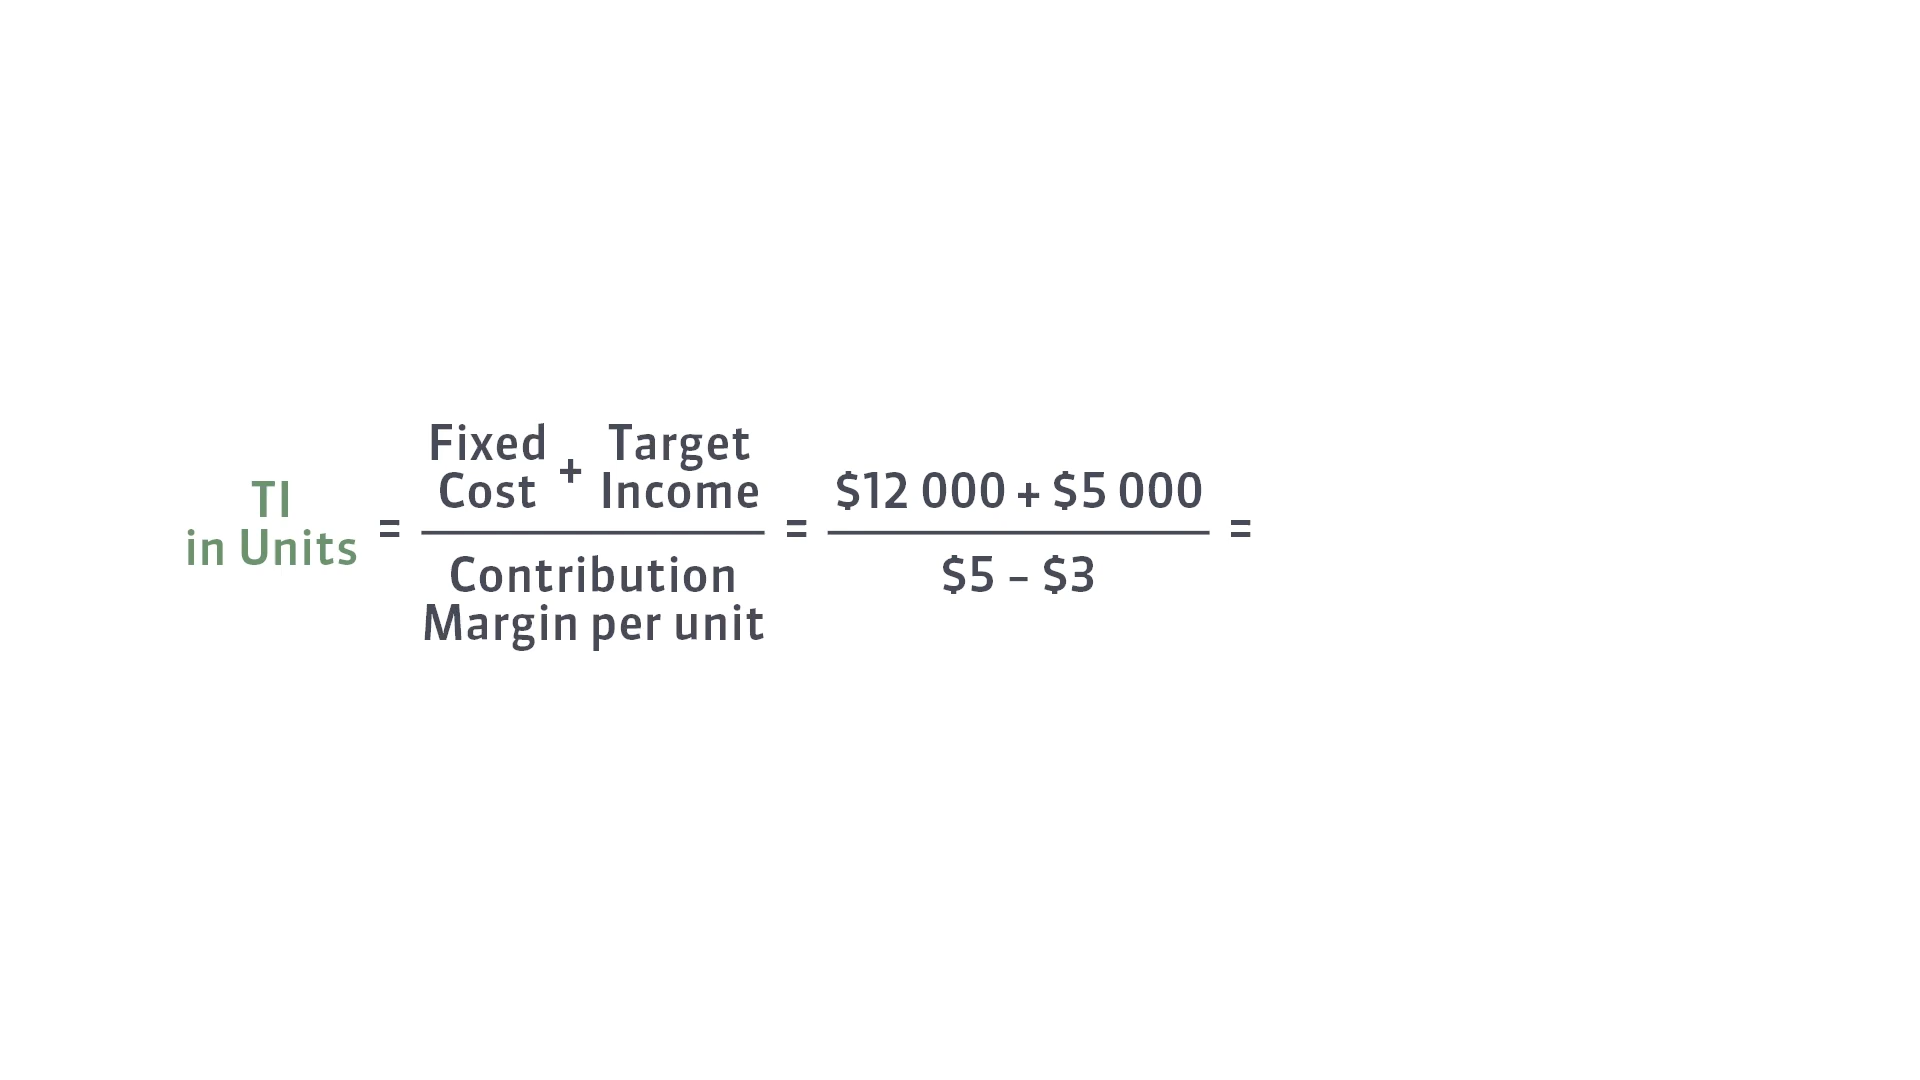 TI
in Units
=
Fixed
Cost
+
Target
Income
Contribution
Margin per unit
=
$12 000 + $5 000
$5 – $3
=